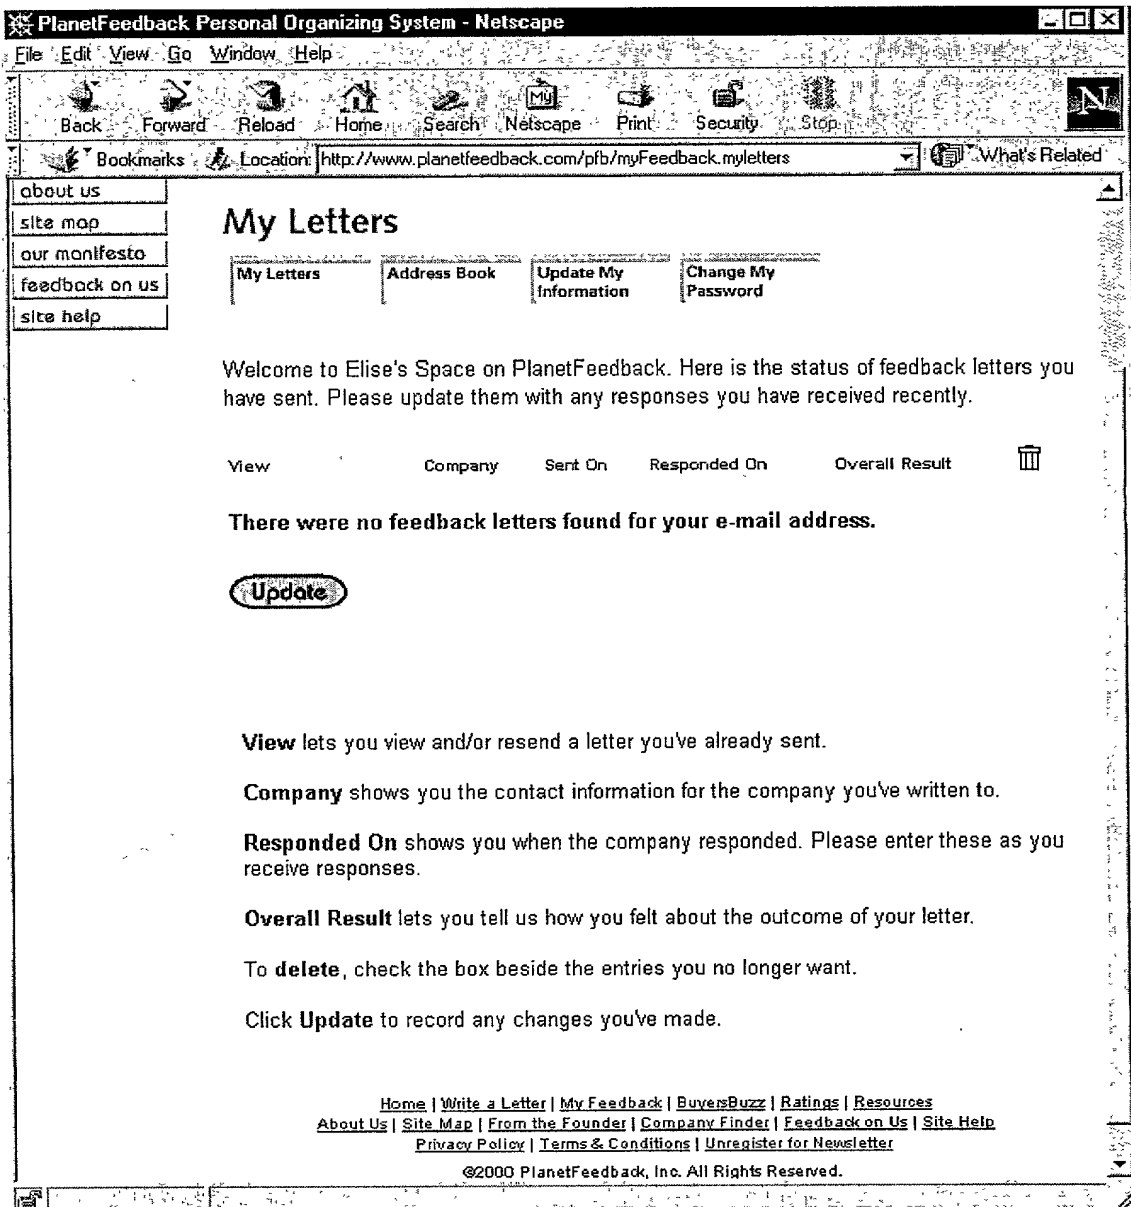 PlanetFeedback Personal Organizing System - Netscape
File Edit View Go Window Help
Back Forward Reload Home Search Netscape Print Security Stop
My
N
Bookmarks Location: http://www.planetfeedback.com/pfb/myFeedback.myletters What's Related
about us
site map
our manifesto
feedback on us
site help
My Letters
My Letters Address Book Update My Information Change My Password
Welcome to Elise's Space on PlanetFeedback. Here is the status of feedback letters you
have sent. Please update them with any responses you have received recently.
View Company Sent On Responded On Overall Result
There were no feedback letters found for your e-mail address.
Update
View lets you view and/or resend a letter you've already sent.
Company shows you the contact information for the company you've written to.
Responded On shows you when the company responded. Please enter these as you
receive responses.
Overall Result lets you tell us how you felt about the outcome of your letter.
To delete, check the box beside the entries you no longer want.
Click Update to record any changes you've made.
Home | Write a Letter | My Feedback | BuyersBuzz | Ratings | Resources
About Us | Site Map | From the Founder | Company Finder | Feedback on Us | Site Help
Privacy Policy | Terms & Conditions | Unregister for Newsletter
©2000 PlanetFeedback, Inc. All Rights Reserved.